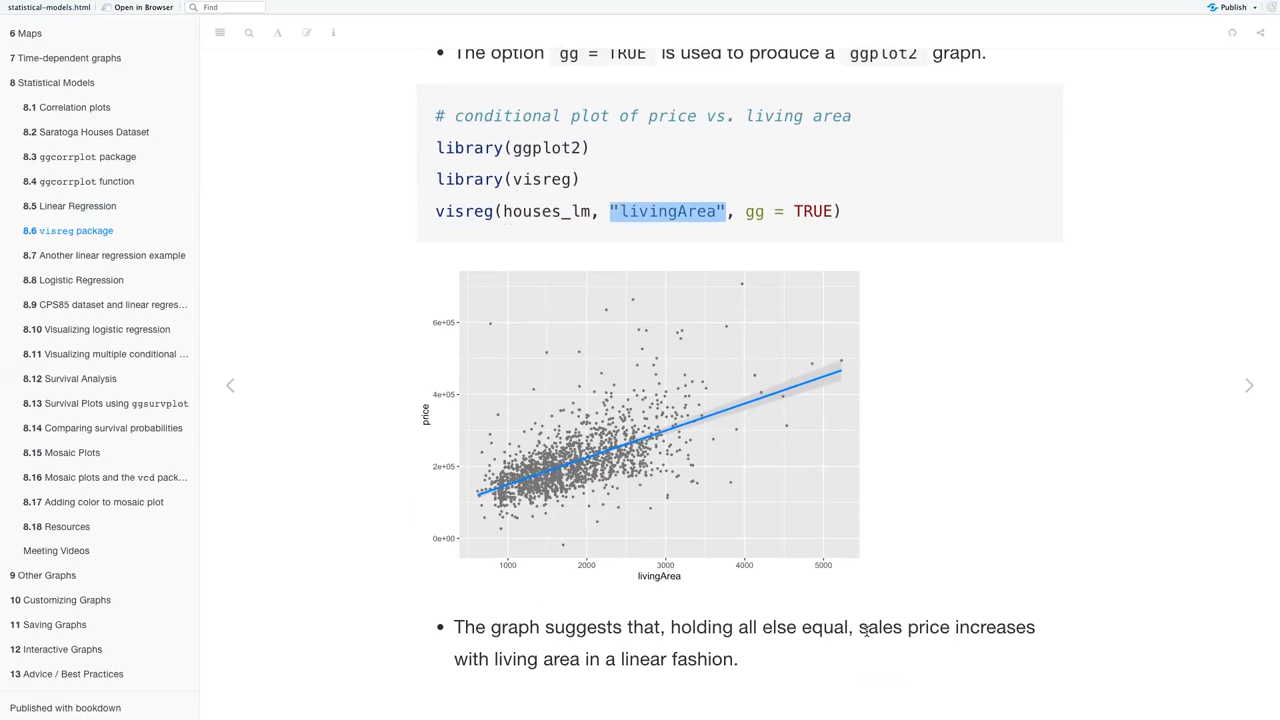 statistical-models.html
Open in Browser
Find
Publish
6 Maps
7 Time-dependent graphs
8 Statistical Models
8.1 Correlation plots
8.2 Saratoga Houses Dataset
8.3 ggcorrplot package
8.4 ggcorrplot function
8.5 Linear Regression
8.6 visreg package
8.7 Another linear regression example
8.8 Logistic Regression
8.9 CPS85 dataset and linear regres...
8.10 Visualizing logistic regression
8.11 Visualizing multiple conditional ...
8.12 Survival Analysis
8.13 Survival Plots using ggsurvplot
8.14 Comparing survival probabilities
8.15 Mosaic Plots
8.16 Mosaic plots and the vcd pack...
8.17 Adding color to mosaic plot
8.18 Resources
Meeting Videos
9 Other Graphs
10 Customizing Graphs
11 Saving Graphs
12 Interactive Graphs
13 Advice / Best Practices
Published with bookdown
• The option gg = TRUE is used to produce a ggplot2 graph.
# conditional plot of price vs. living area
library(ggplot2)
library(visreg)
visreg(houses_lm, "livingArea", gg = TRUE)
6e+05
4e+05
2e+05
0e+00
price
1000 2000 3000 4000 5000
livingArea
• The graph suggests that, holding all else equal, sales price increases
with living area in a linear fashion.